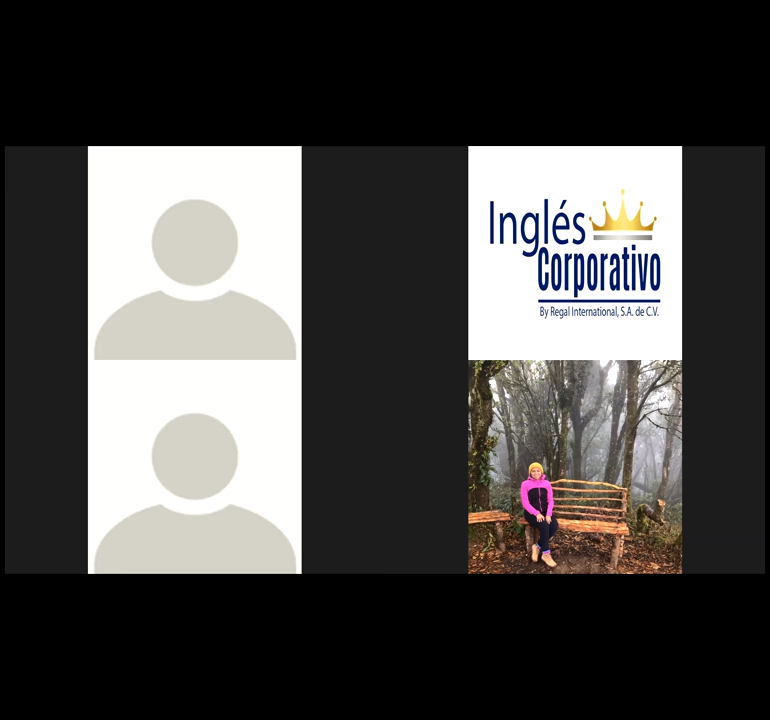 Inglés
Corporativo
By Regal International, S.A. de C.V.